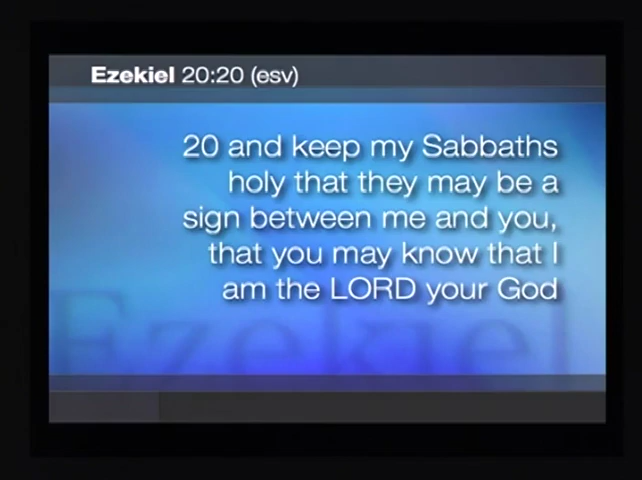 Ezekiel 20:20 (esv)
20 and keep my Sabbaths
holy that they may be a
sign between me and you,
that you may know that I
am the LORD your God
Ezekiel